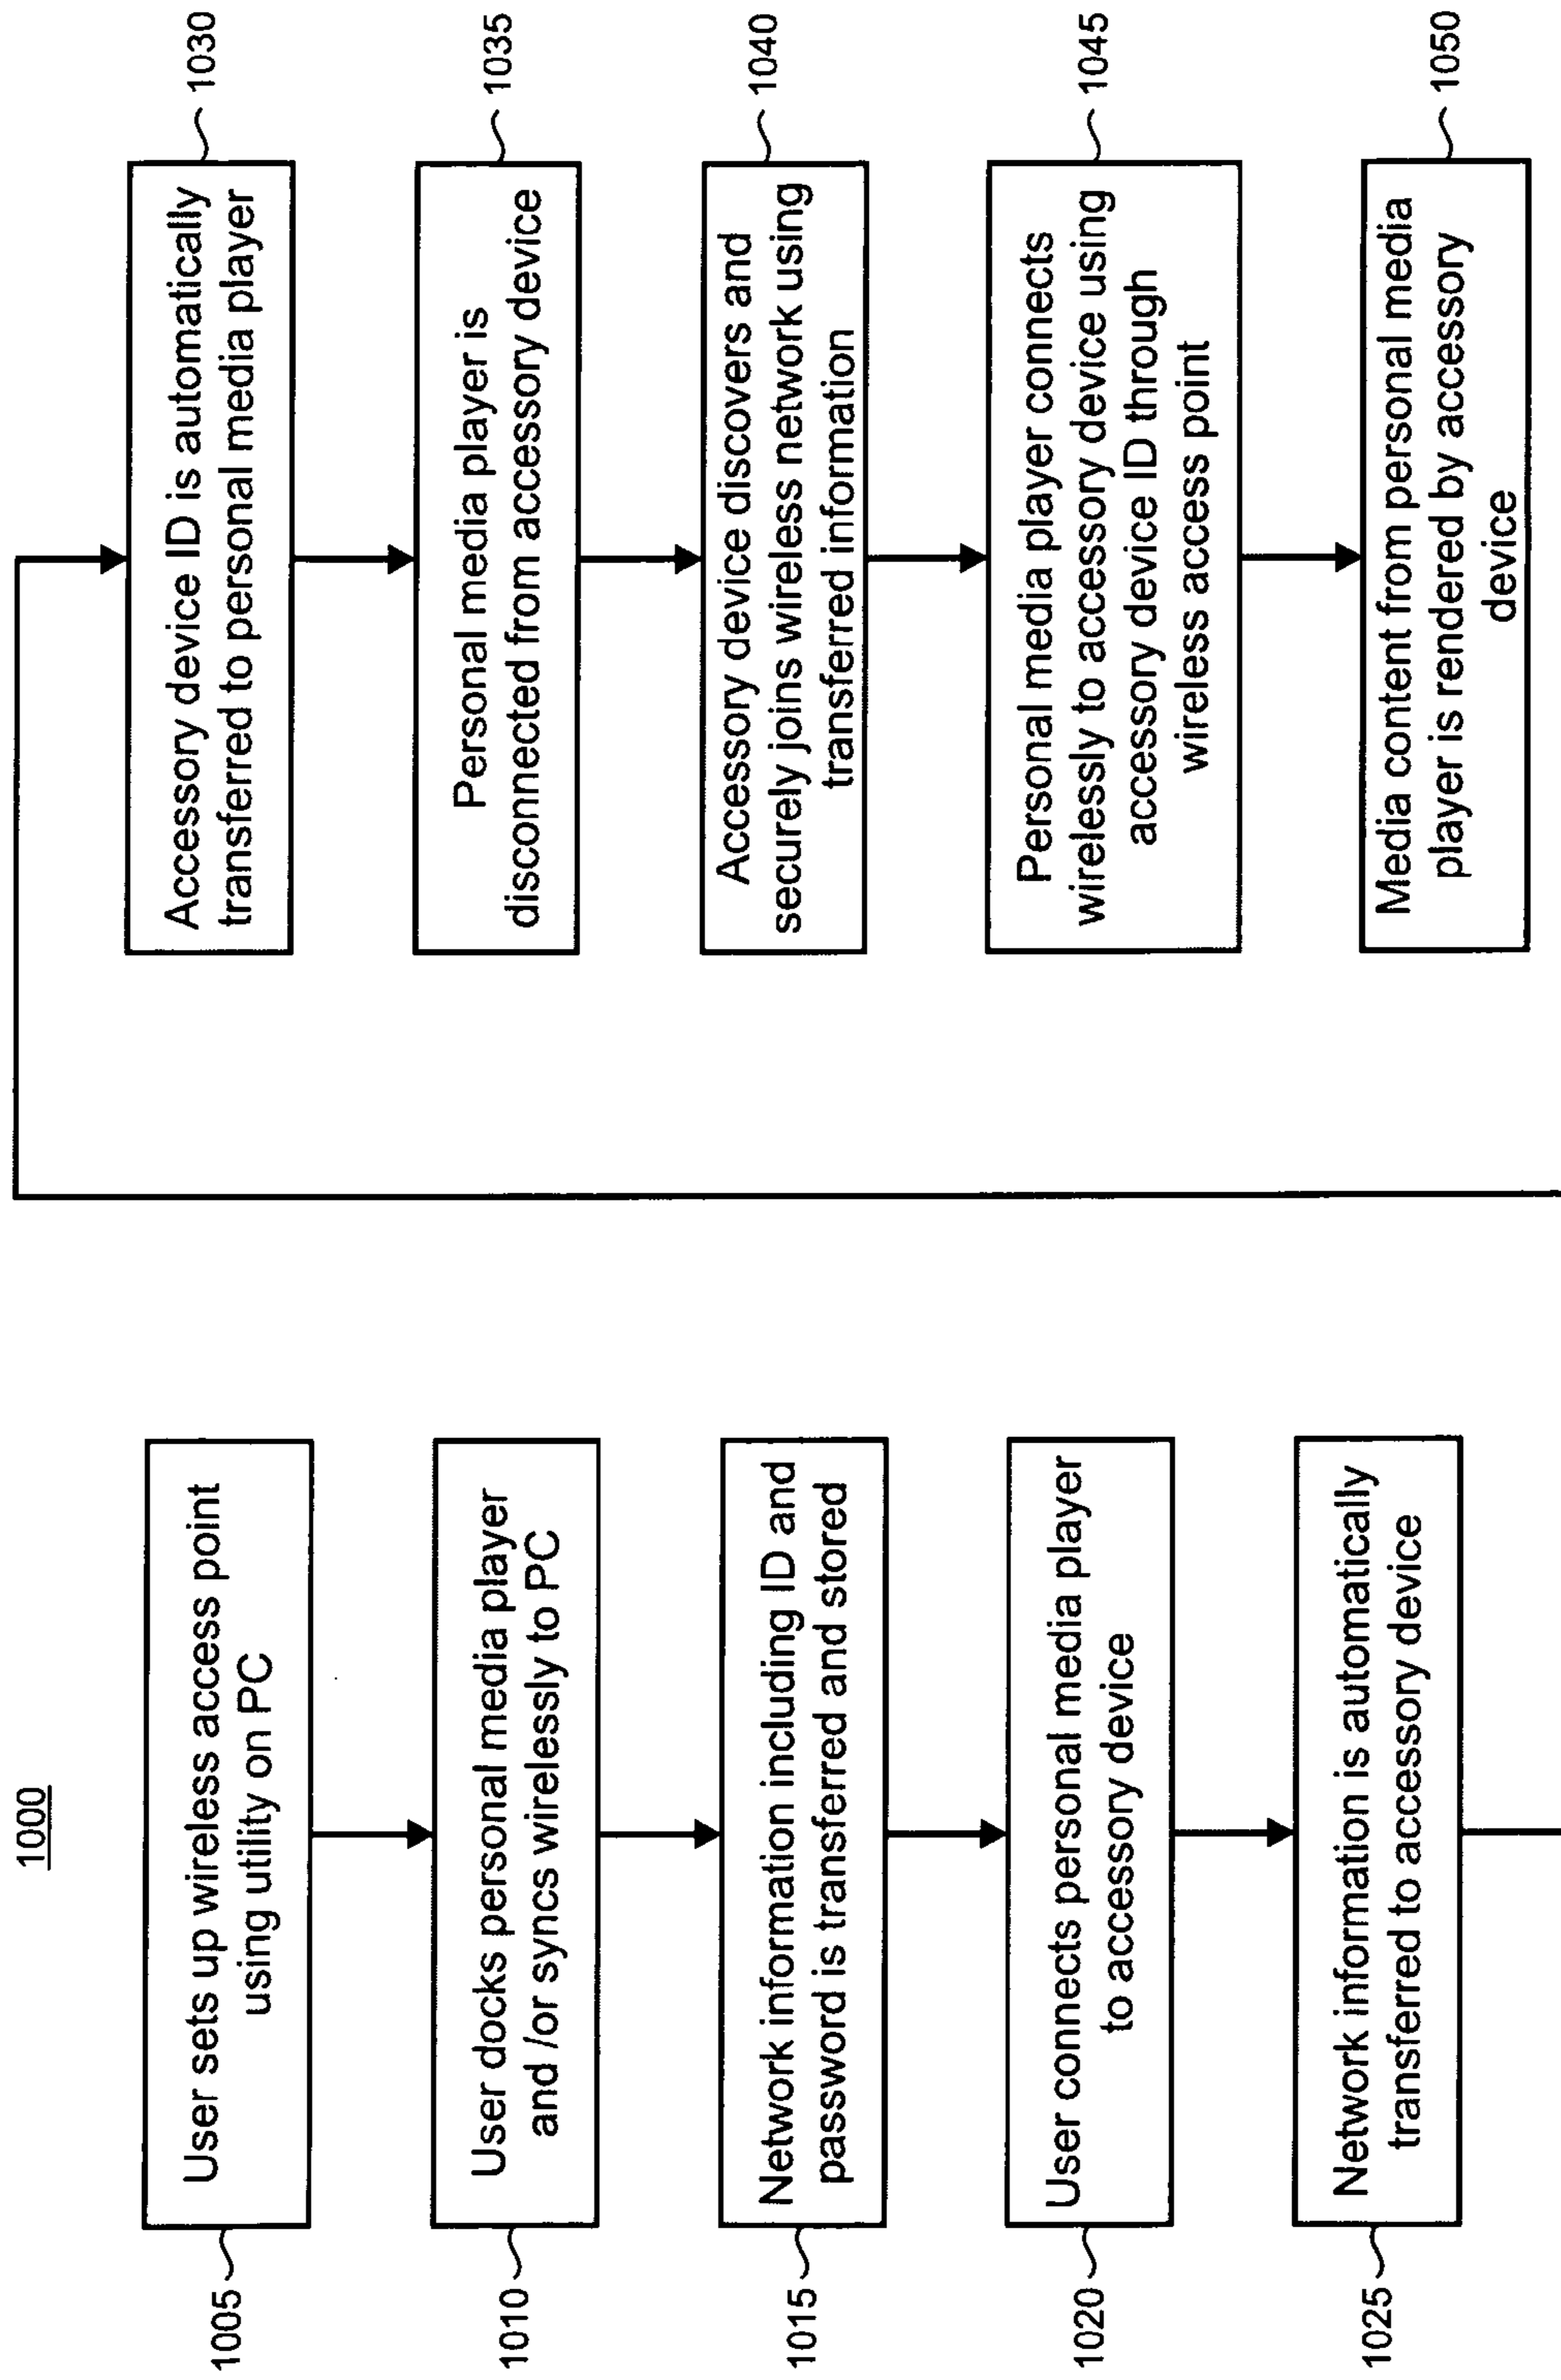 1000
User sets up wireless access point
using utility on PC
1005
User docks personal media player
and /or syncs wirelessly to PC
1010
Network information including ID and
password is transferred and stored
1015
User connects personal media player
to accessory device
1020
Network information is automatically
transferred to accessory device
1025
Accessory device ID is automatically
transferred to personal media player
1030
Personal media player is
disconnected from accessory device
1035
Accessory device discovers and
securely joins wireless network using
transferred information
1040
Personal media player connects
wirelessly to accessory device using
accessory device ID through
wireless access point
1045
Media content from personal media
player is rendered by accessory
device
1050